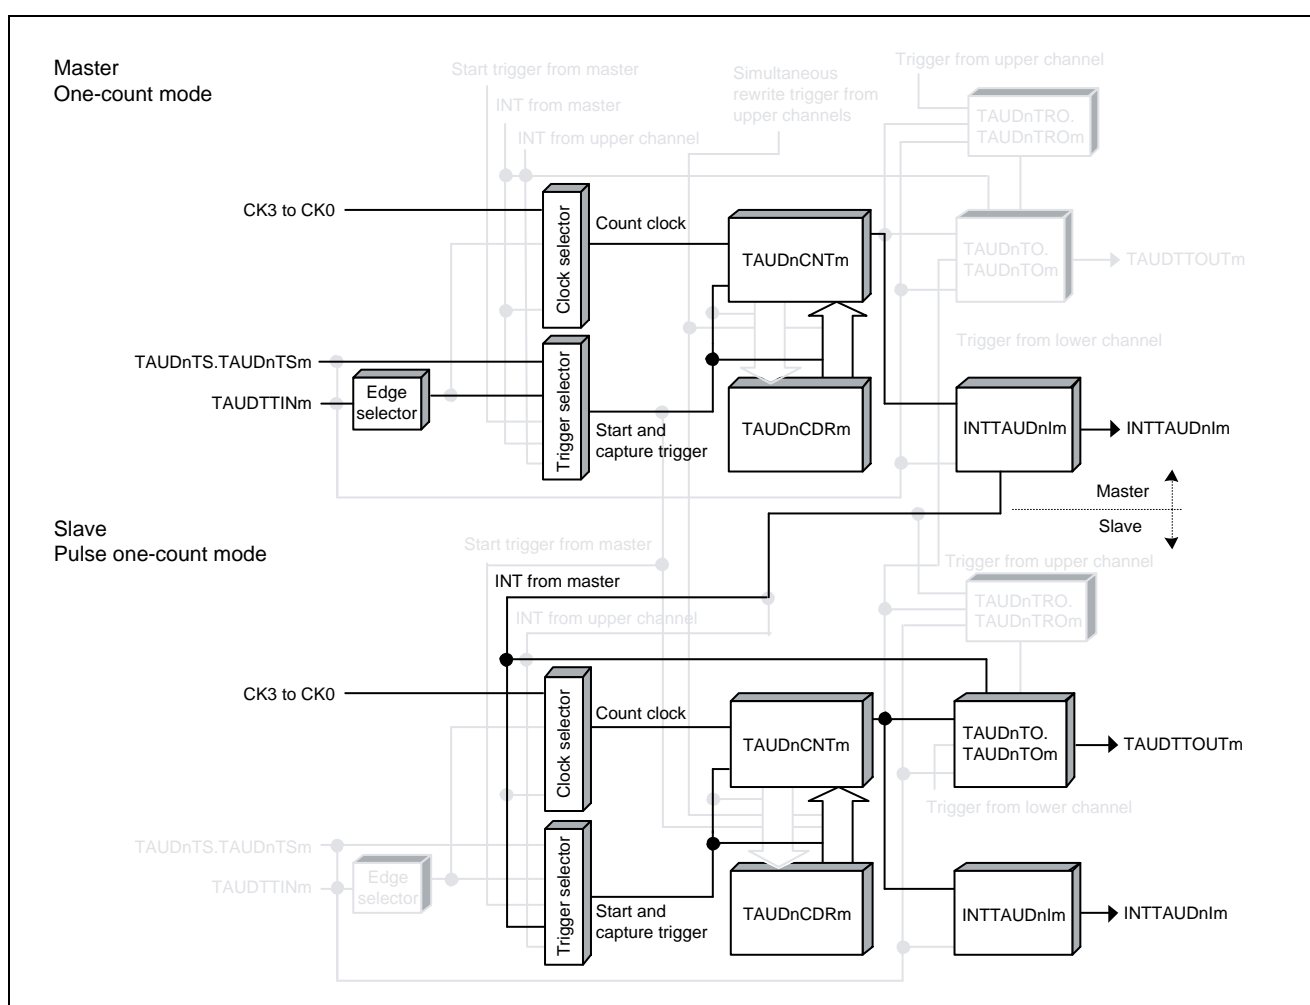 Master
One-count mode
Start trigger from master
INT from master
INT from upper channel
Simultaneous
rewrite trigger from
upper channels
Trigger from upper channel
TAUDnTRO.
TAUDnTROm
CK3 to CK0
Clock selector
Count clock
TAUDnCNTm
TAUDnTO.
TAUDnTOm
TAUDTTOUTm
Trigger from lower channel
TAUDnTS.TAUDnTSm
TAUDTTINm
Edge
selector
Trigger selector
Start and
capture trigger
TAUDnCDRm
INTTAUDnIm
INTTAUDnIm
Master
Slave
Slave
Pulse one-count mode
Start trigger from master
INT from master
INT from upper channel
Trigger from upper channel
TAUDnTRO.
TAUDnTROm
CK3 to CK0
Clock selector
Count clock
TAUDnCNTm
TAUDnTO.
TAUDnTOm
TAUDTTOUTm
Trigger from lower channel
TAUDnTS.TAUDnTSm
TAUDTTINm
Edge
selector
Trigger selector
Start and
capture trigger
TAUDnCDRm
INTTAUDnIm
INTTAUDnIm